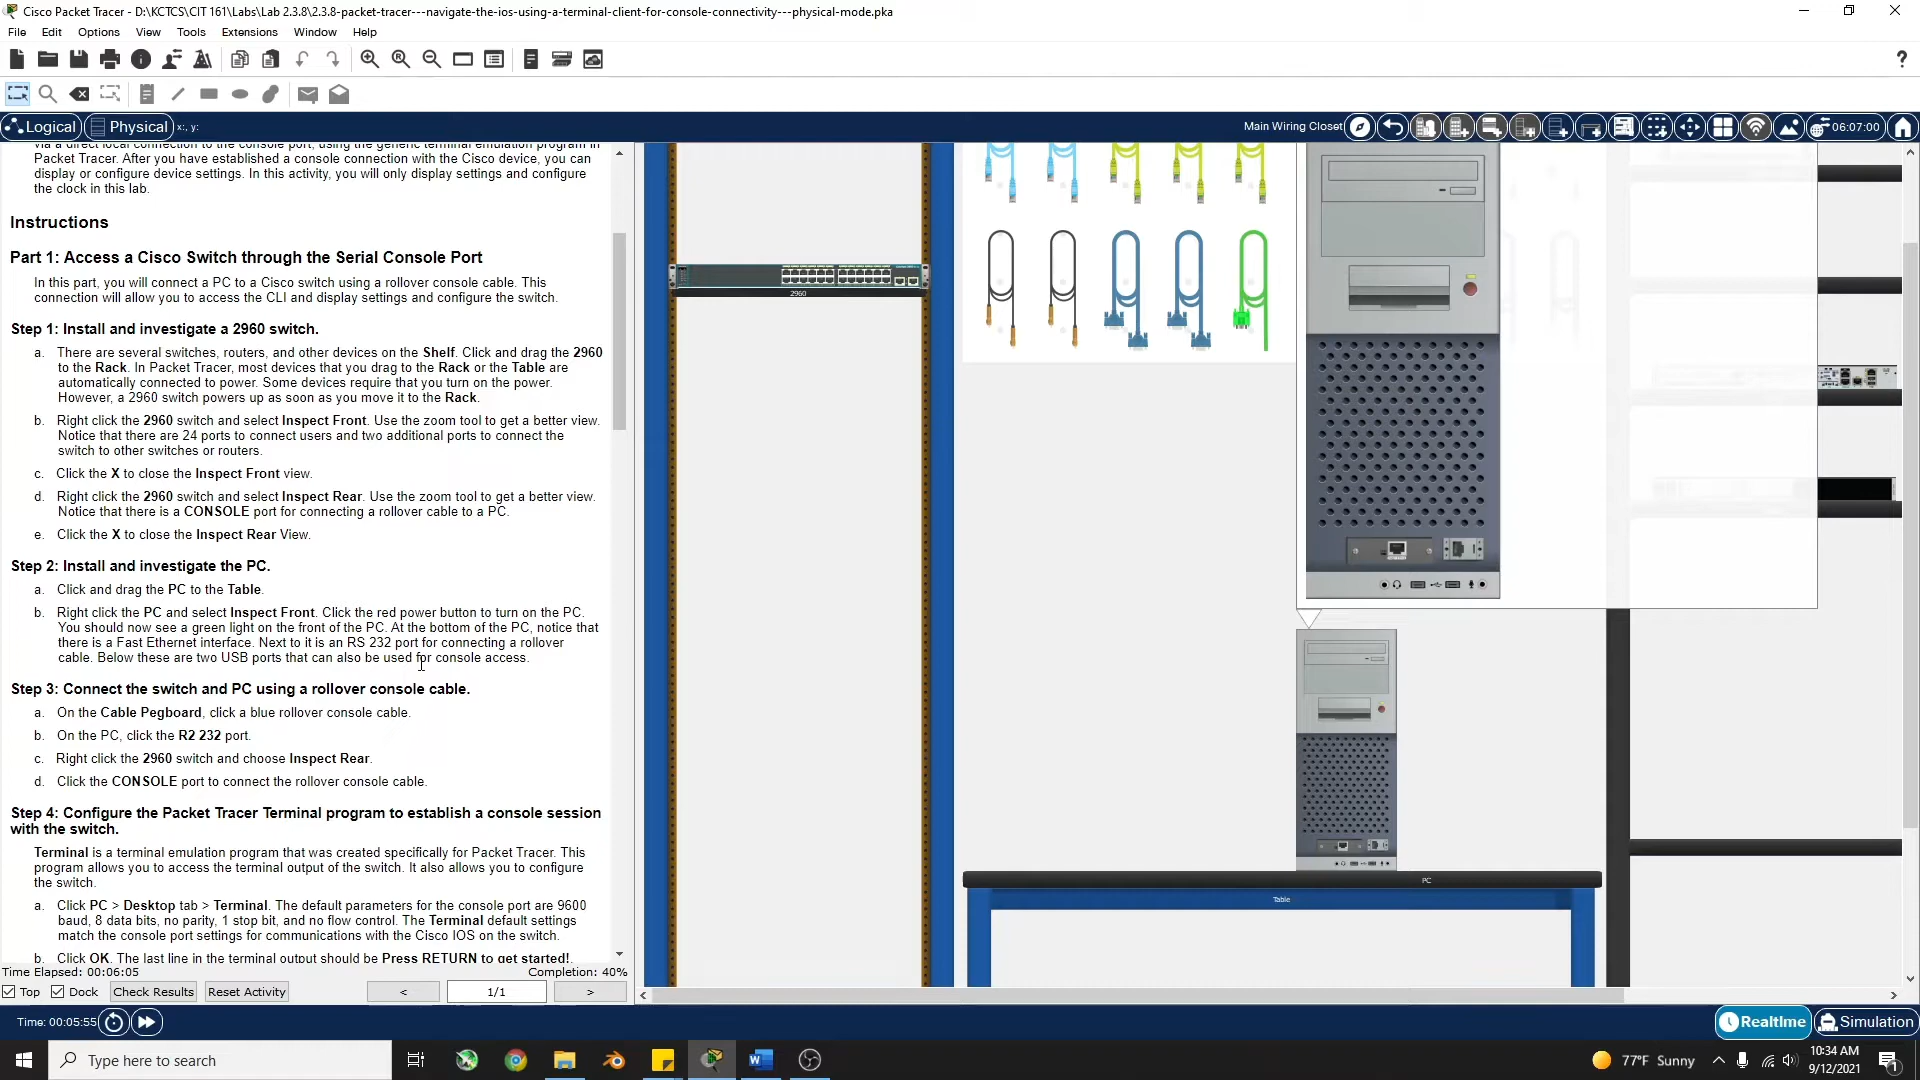 Cisco Packet Tracer - D:\KCTCS\CIT 161\Labs\Lab 2.3.8\2.3.8-packet-tracer---navigate-the-ios-using-a-terminal-client-for-console-connectivity---physical-mode.pka
File Edit Options View Tools Extensions Window Help
Logical Physical x:, y: Main Wiring Closet 06:07:00
via a direct local connection to the console port, using the generic terminal emulation program in
Packet Tracer. After you have established a console connection with the Cisco device, you can
display or configure device settings. In this activity, you will only display settings and configure
the clock in this lab.
Instructions
Part 1: Access a Cisco Switch through the Serial Console Port
In this part, you will connect a PC to a Cisco switch using a rollover console cable. This
connection will allow you to access the CLI and display settings and configure the switch.
Step 1: Install and investigate a 2960 switch.
a. There are several switches, routers, and other devices on the Shelf. Click and drag the 2960
to the Rack. In Packet Tracer, most devices that you drag to the Rack or the Table are
automatically connected to power. Some devices require that you turn on the power.
However, a 2960 switch powers up as soon as you move it to the Rack.
b. Right click the 2960 switch and select Inspect Front. Use the zoom tool to get a better view.
Notice that there are 24 ports to connect users and two additional ports to connect the
switch to other switches or routers.
c. Click the X to close the Inspect Front view.
d. Right click the 2960 switch and select Inspect Rear. Use the zoom tool to get a better view.
Notice that there is a CONSOLE port for connecting a rollover cable to a PC.
e. Click the X to close the Inspect Rear View.
Step 2: Install and investigate the PC.
a. Click and drag the PC to the Table.
b. Right click the PC and select Inspect Front. Click the red power button to turn on the PC.
You should now see a green light on the front of the PC. At the bottom of the PC, notice that
there is a Fast Ethernet interface. Next to it is an RS 232 port for connecting a rollover
cable. Below these are two USB ports that can also be used for console access.
Step 3: Connect the switch and PC using a rollover console cable.
a. On the Cable Pegboard, click a blue rollover console cable.
b. On the PC, click the R2 232 port.
c. Right click the 2960 switch and choose Inspect Rear.
d. Click the CONSOLE port to connect the rollover console cable.
Step 4: Configure the Packet Tracer Terminal program to establish a console session
with the switch.
Terminal is a terminal emulation program that was created specifically for Packet Tracer. This
program allows you to access the terminal output of the switch. It also allows you to configure
the switch.
a. Click PC > Desktop tab > Terminal. The default parameters for the console port are 9600
baud, 8 data bits, no parity, 1 stop bit, and no flow control. The Terminal default settings
match the console port settings for communications with the Cisco IOS on the switch.
b. Click OK. The last line in the terminal output should be Press RETURN to get started!.
Time Elapsed: 00:06:05 Completion: 40%
Top Dock Check Results Reset Activity < 1/1 >
2960
PC
Table
Time: 00:05:55 Realtime Simulation
Type here to search
77°F Sunny
10:34 AM
9/12/2021
1